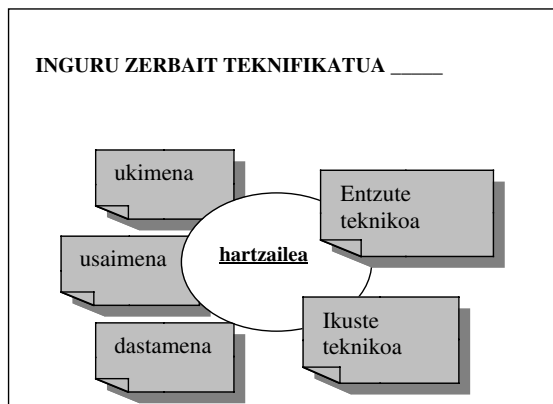 INGURU ZERBAIT TEKNIFIKATUA _____
ukimena
usaimena
dastamena
hartzailea
Entzute
teknikoa
Ikuste
teknikoa